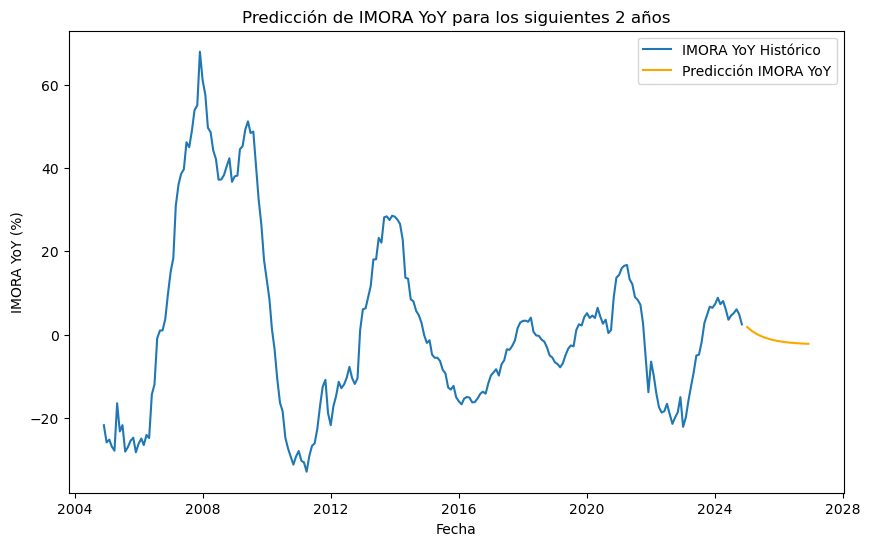 Predicción de IMORA YoY para los siguientes 2 años
IMORA YoY Histórico
Predicción IMORA YoY
IMORA YoY (%)
60
40
20
0
−20
2004
2008
2012
2016
2020
2024
2028
Fecha